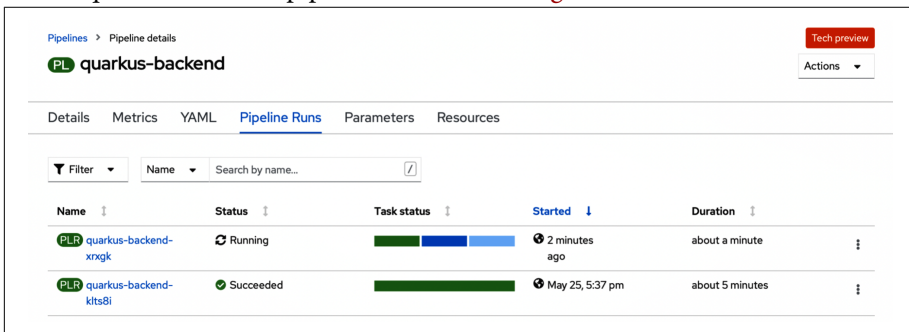 Pipelines > Pipeline details
Tech preview
PL quarkus-backend
Actions
Details Metrics YAML Pipeline Runs Parameters Resources
Filter Name Search by name... /
Name Status Task status Started Duration
PLR quarkus-backend- Running 2 minutes about a minute
xrxgk ago
PLR quarkus-backend- Succeeded May 25, 5:37 pm about 5 minutes
klts8i